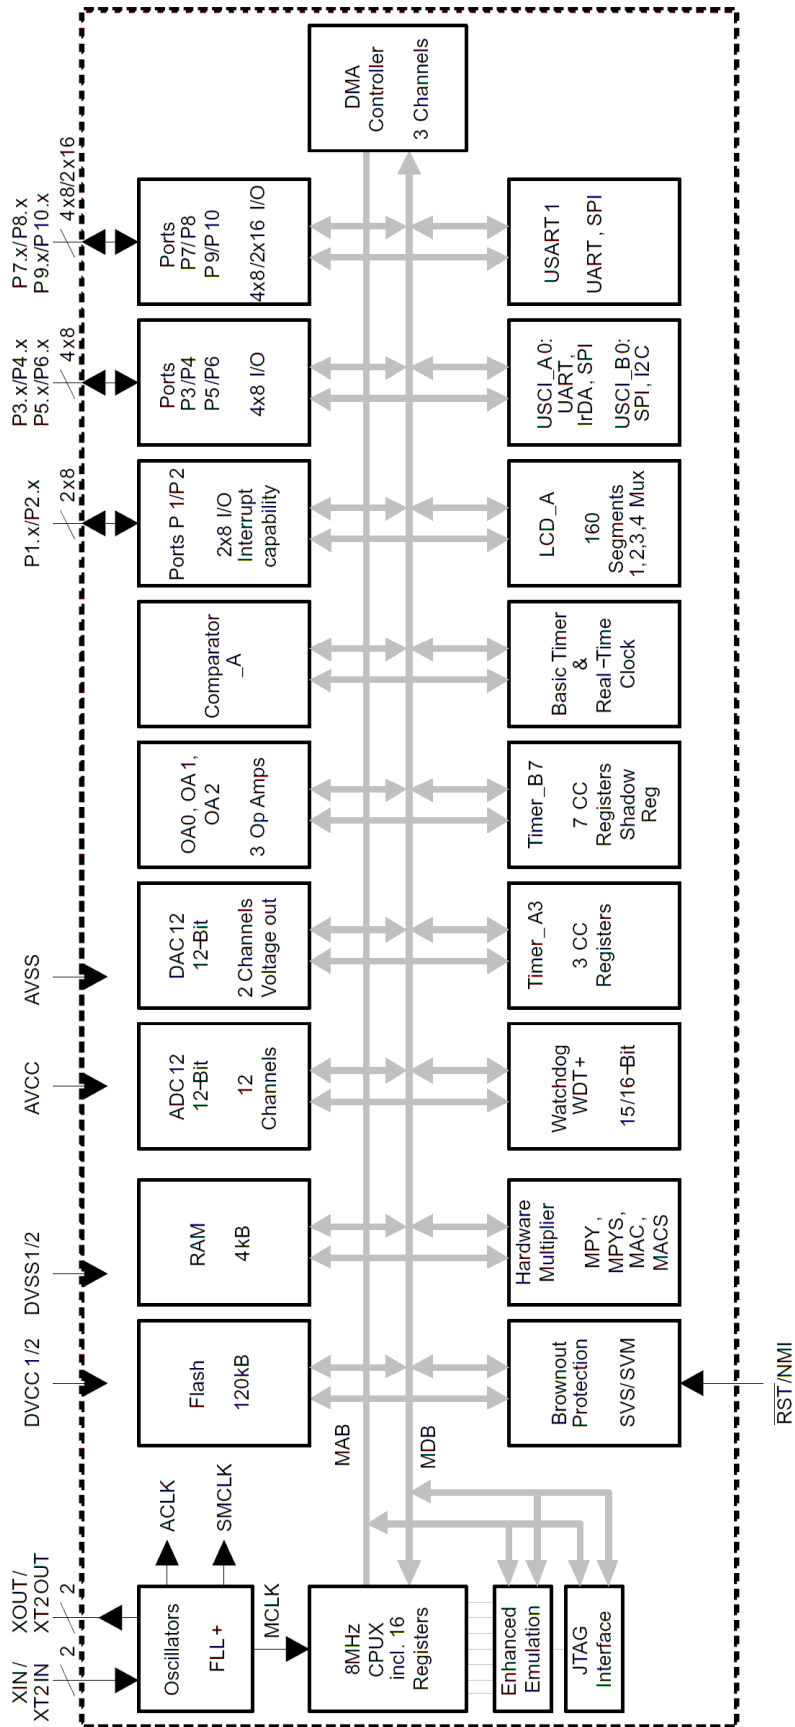 XIN/
XT2IN
2
XOUT/
XT2OUT
2
DVCC1/2
DVSS1/2
AVCC
AVSS
P1.x/P2.x
2x8
P3.x/P4.x
P5.x/P6.x
4x8
P7.x/P8.x
P9.x/P10.x
4x8/2x16
Oscillators
FLL+
ACLK
SMCLK
MCLK
Flash
120kB
RAM
4kB
ADC12
12-Bit
12
Channels
DAC12
12-Bit
2 Channels
Voltage out
OA0, OA1,
OA2
3 Op Amps
Comparator
_A
Ports P1/P2
2x8 I/O
Interrupt
capability
Ports
P3/P4
P5/P6
4x8 I/O
Ports
P7/P8
P9/P10
4x8/2x16 I/O
8MHz
CPUX
incl. 16
Registers
MAB
MDB
DMA
Controller
3 Channels
Enhanced
Emulation
JTAG
Interface
Brownout
Protection
SVS/SVM
Hardware
Multiplier
MPY,
MPYS,
MAC,
MACS
Watchdog
WDT+
15/16-Bit
Timer_A3
3 CC
Registers
Timer_B7
7 CC
Registers
Shadow
Reg
Basic Timer
&
Real-Time
Clock
LCD_A
160
Segments
1,2,3,4 Mux
USCI_A0:
UART,
IrDA, SPI
USCI_B0:
SPI, I2C
USART1
UART, SPI
RST/NMI